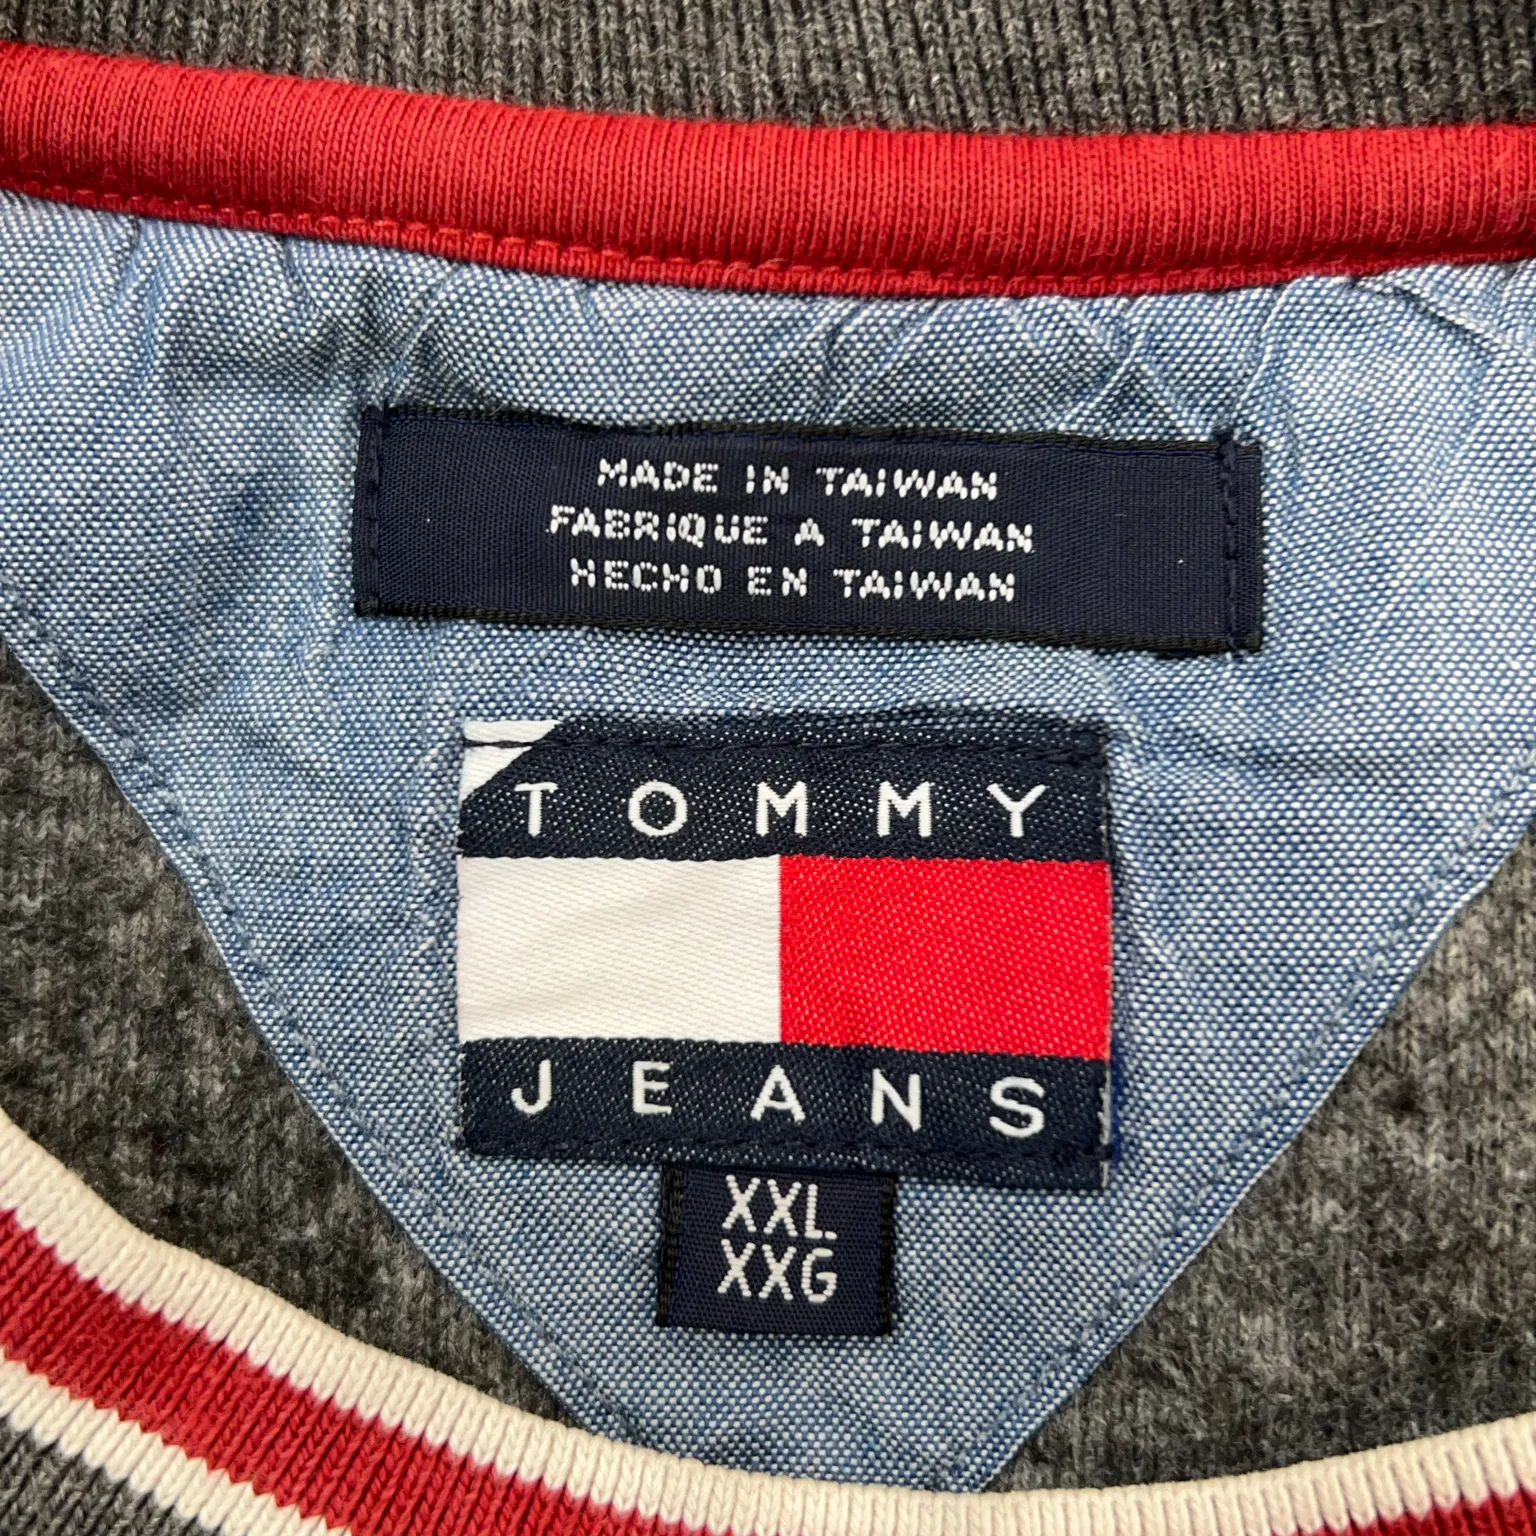 MADE IN TAIWAN
FABRIQUE A TAIWAN
HECHO EN TAIWAN
TOMMY
JEANS
XXL
XXG